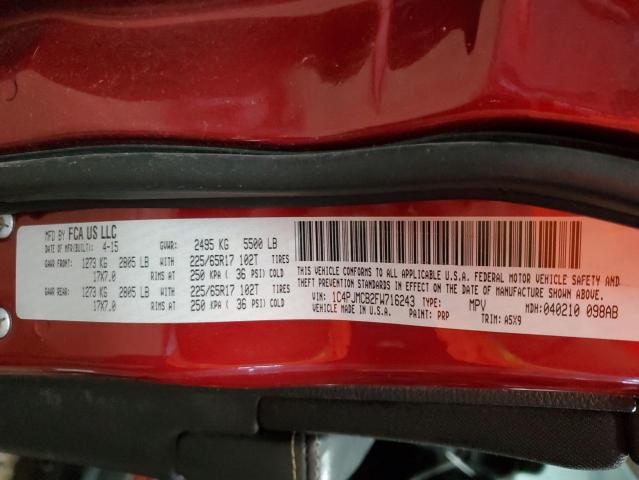 MFD BY FCA US LLC
DATE OF MFR(BUILT): 4-15 GVWR: 2495 KG 5500 LB
GAWR FRONT: 1273 KG 2805 LB WITH 225/65R17 102T TIRES
17X7.0 RIMS AT 250 KPA ( 36 PSI) COLD
GAWR REAR: 1273 KG 2805 LB WITH 225/65R17 102T TIRES
17X7.0 RIMS AT 250 KPA ( 36 PSI) COLD
THIS VEHICLE CONFORMS TO ALL APPLICABLE U.S.A. FEDERAL MOTOR VEHICLE SAFETY AND
THEFT PREVENTION STANDARDS IN EFFECT ON THE DATE OF MANUFACTURE SHOWN ABOVE.
VIN: 1C4PJMCB2FW716243 TYPE: MPV MDH: 040210 098AB
VEHICLE MADE IN U.S.A. PAINT: PRP TRIM: A5X9